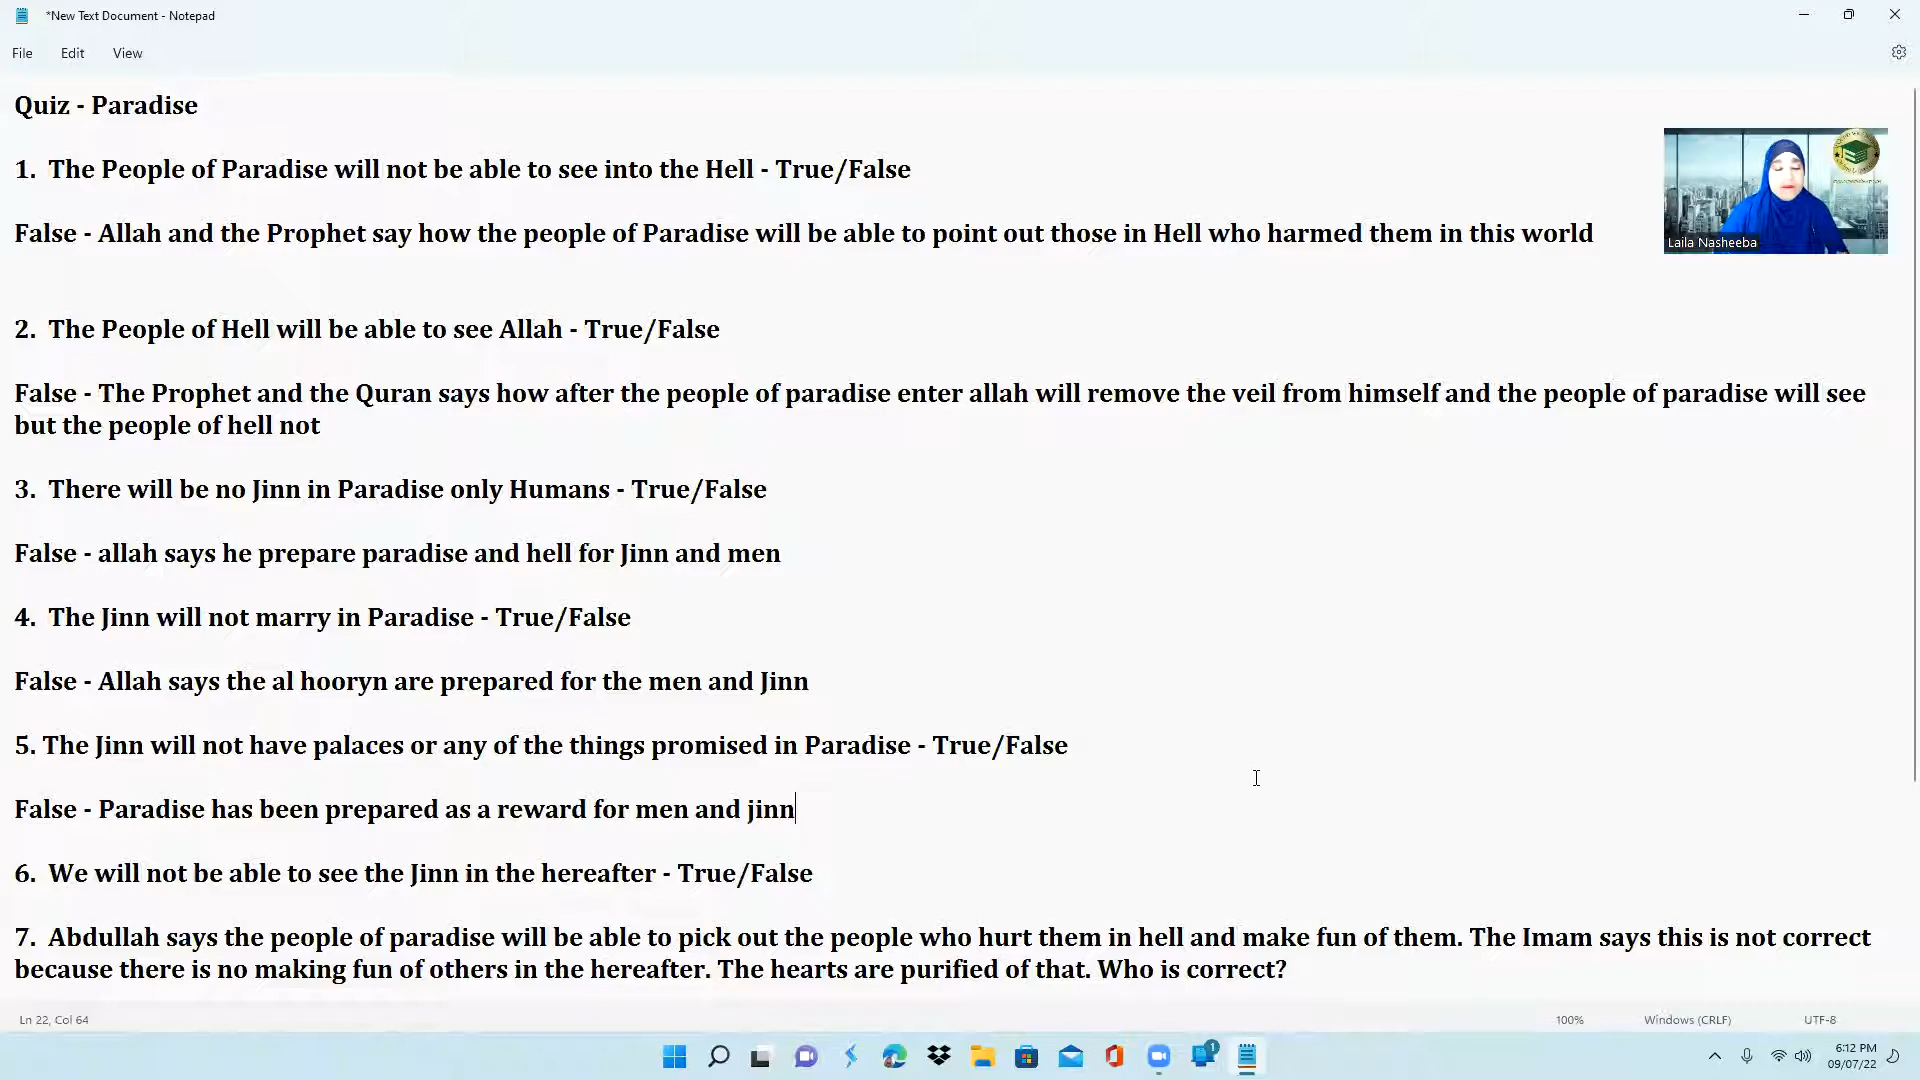 *New Text Document - Notepad
File Edit View
Quiz - Paradise
1.  The People of Paradise will not be able to see into the Hell - True/False
False - Allah and the Prophet say how the people of Paradise will be able to point out those in Hell who harmed them in this world
Laila Nasheeba
2.  The People of Hell will be able to see Allah - True/False
False - The Prophet and the Quran says how after the people of paradise enter allah will remove the veil from himself and the people of paradise will see
but the people of hell not
3.  There will be no Jinn in Paradise only Humans - True/False
False - allah says he prepare paradise and hell for Jinn and men
4.  The Jinn will not marry in Paradise - True/False
False - Allah says the al hooryn are prepared for the men and Jinn
5. The Jinn will not have palaces or any of the things promised in Paradise - True/False
False - Paradise has been prepared as a reward for men and jinn
6.  We will not be able to see the Jinn in the hereafter - True/False
7.  Abdullah says the people of paradise will be able to pick out the people who hurt them in hell and make fun of them. The Imam says this is not correct
because there is no making fun of others in the hereafter. The hearts are purified of that. Who is correct?
Ln 22, Col 64 100% Windows (CRLF) UTF-8
1
6:12 PM
09/07/22